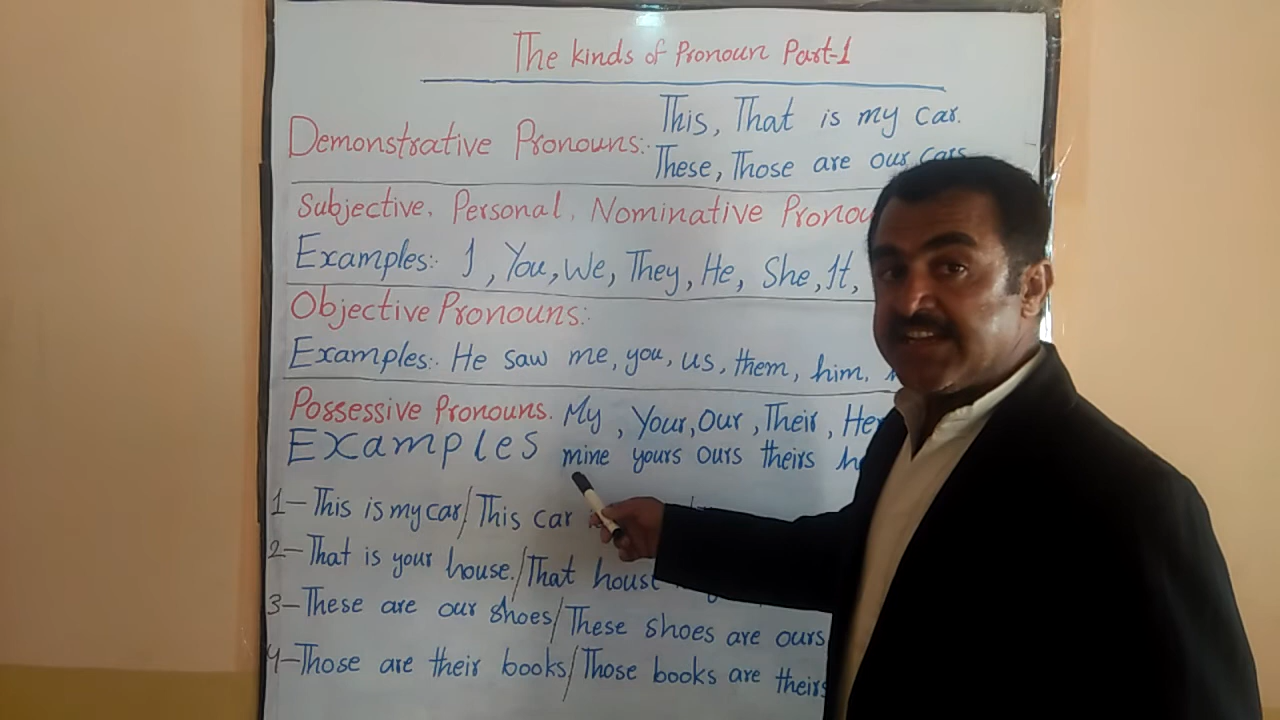 The kinds of Pronoun Part-1
Demonstrative Pronouns:- This, That is my car.
These, Those are our cars
Subjective, Personal, Nominative
Examples:- I, You, We, They, He, She, It,
Objective Pronouns:-
Examples:- He saw me, you, us, them, him,
Possessive Pronouns. My, Your, Our, Their,
Examples mine yours ours theirs
1- This is my car/This car
2- That is your house./That house
3- These are our shoes/These shoes are ours
4- Those are their books/Those books are theirs